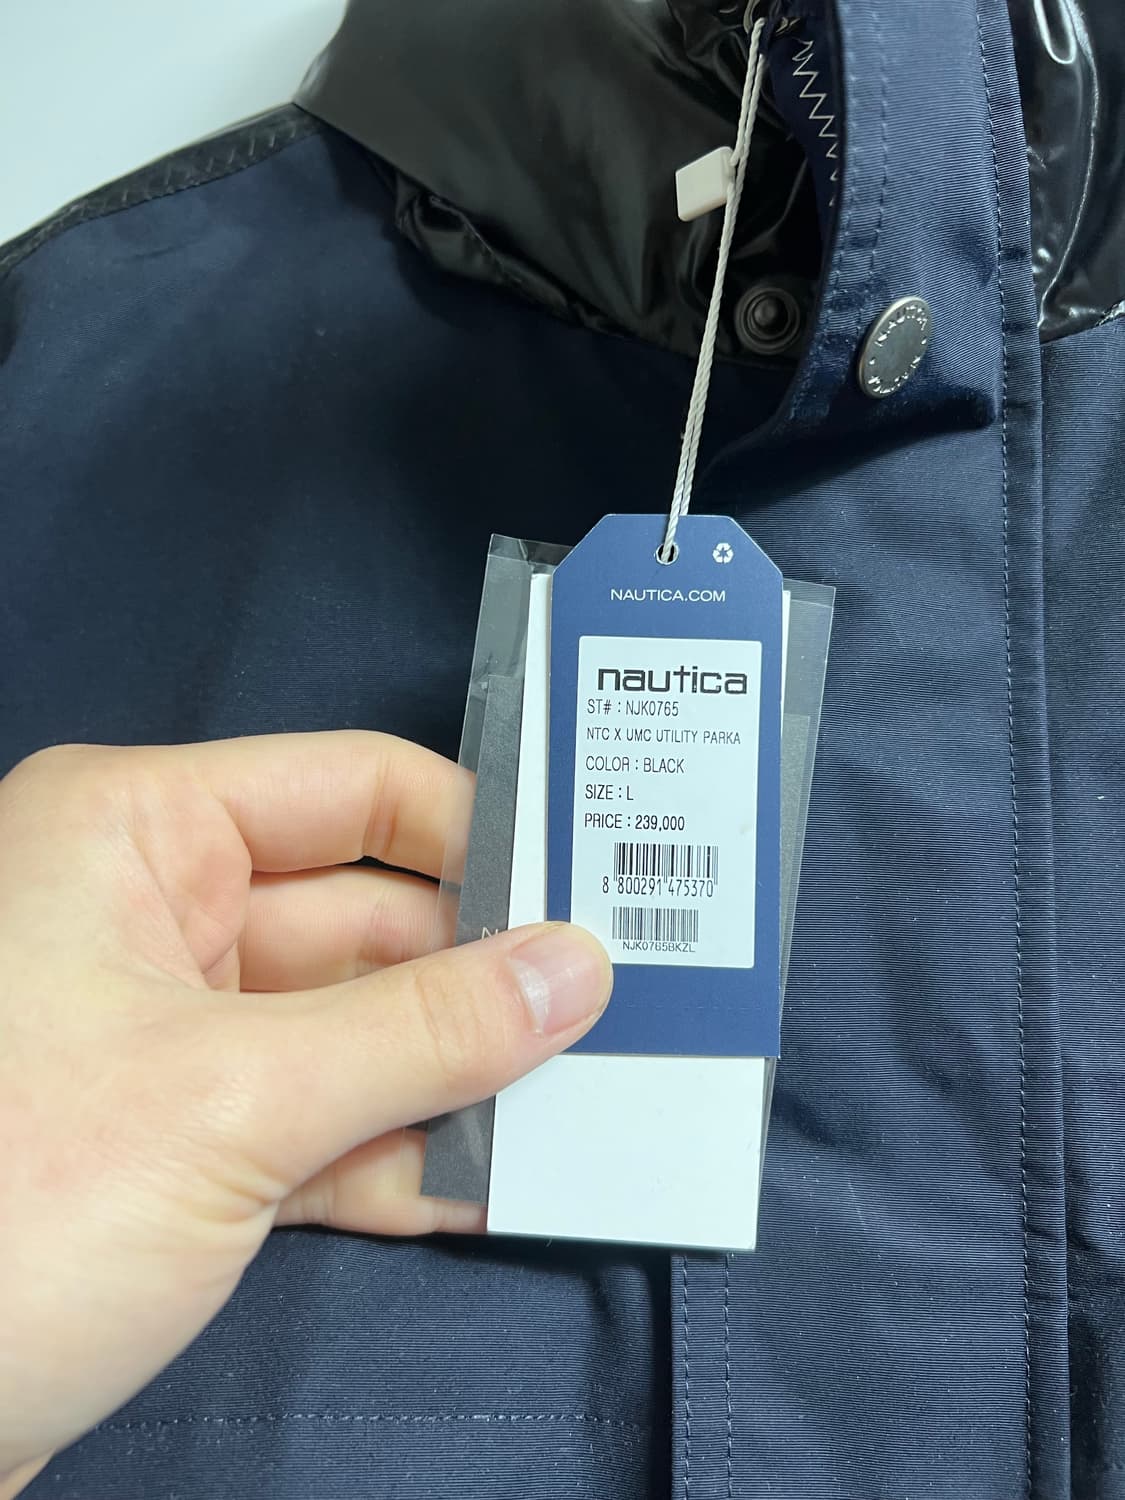 NAUTICA
NAUTICA.COM
nautica
ST# : NJK0765
NTC X UMC UTILITY PARKA
COLOR : BLACK
SIZE : L
PRICE : 239,000
8 800291 475370
NJK0765BKZL